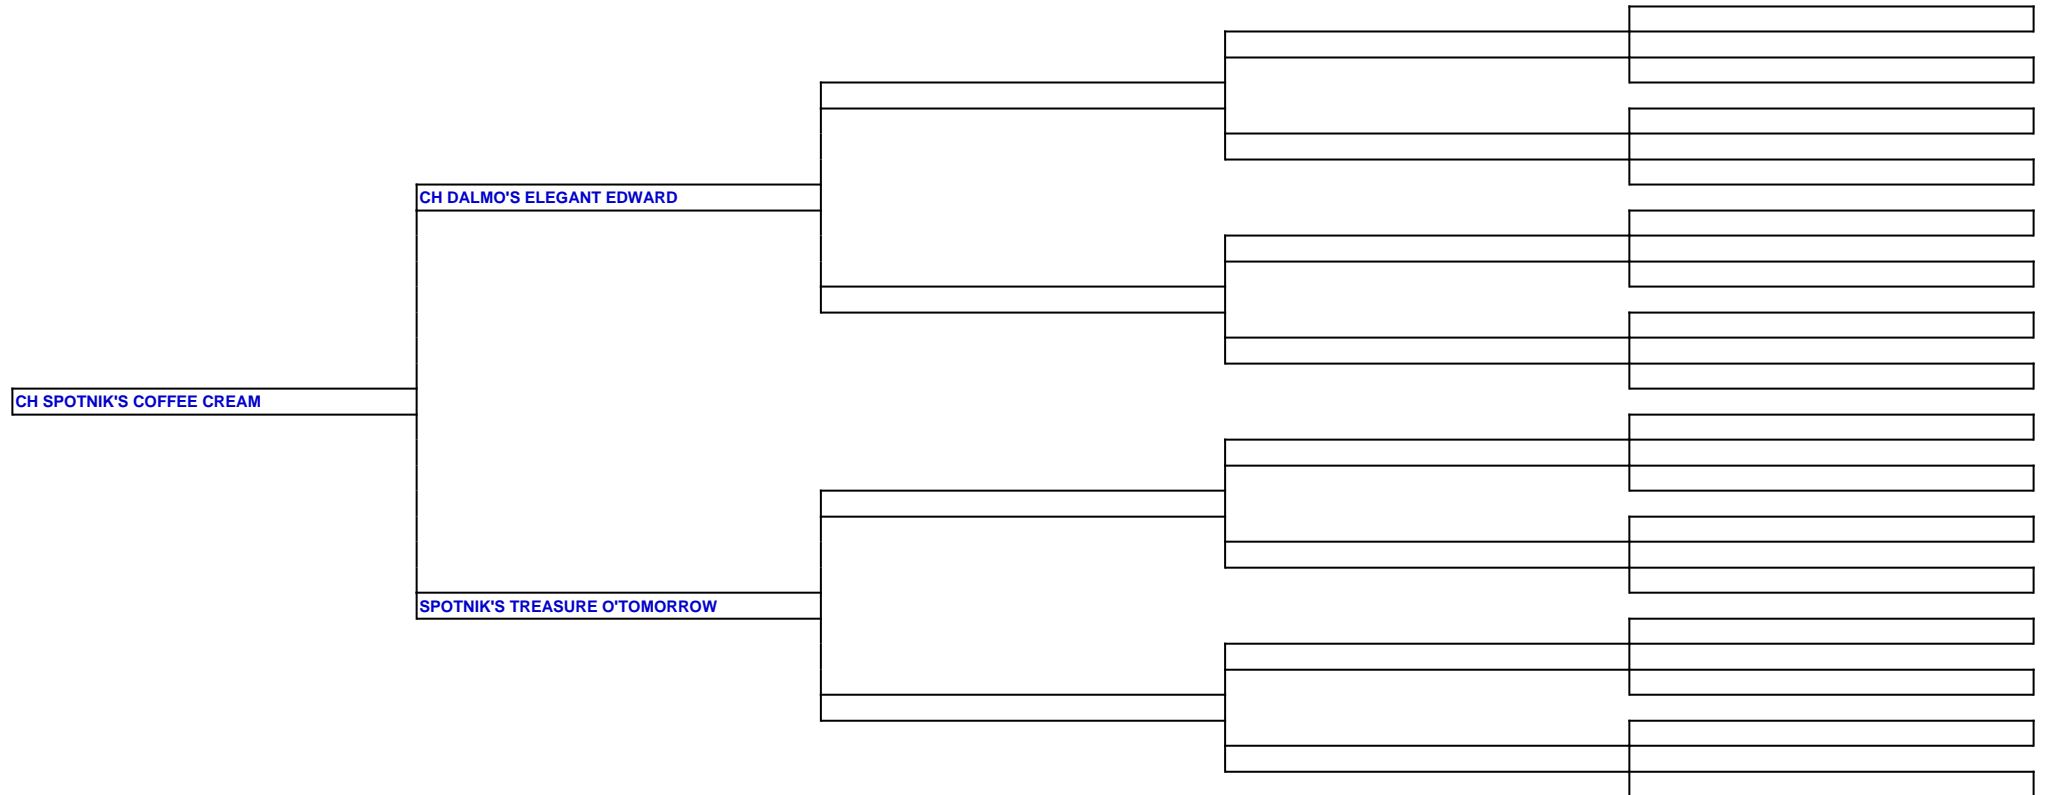 CH DALMO'S ELEGANT EDWARD
CH SPOTNIK'S COFFEE CREAM
SPOTNIK'S TREASURE O'TOMORROW